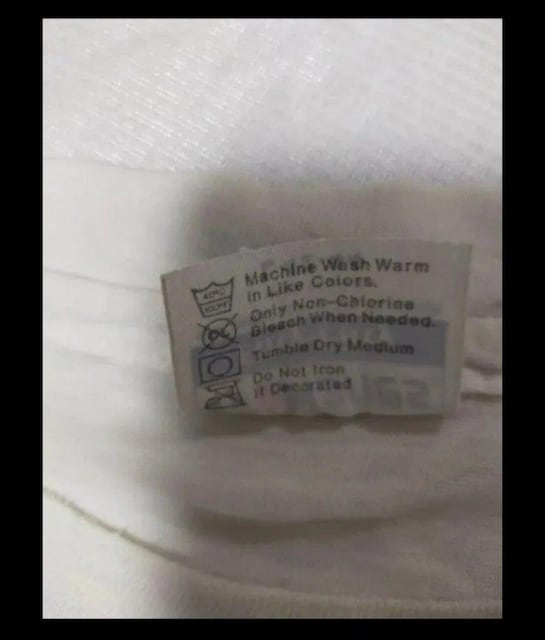 Machine Wash Warm
in Like Colors.
Only Non-Chlorine
Bleach When Needed.
Tumble Dry Medium
Do Not Iron
if Decorated